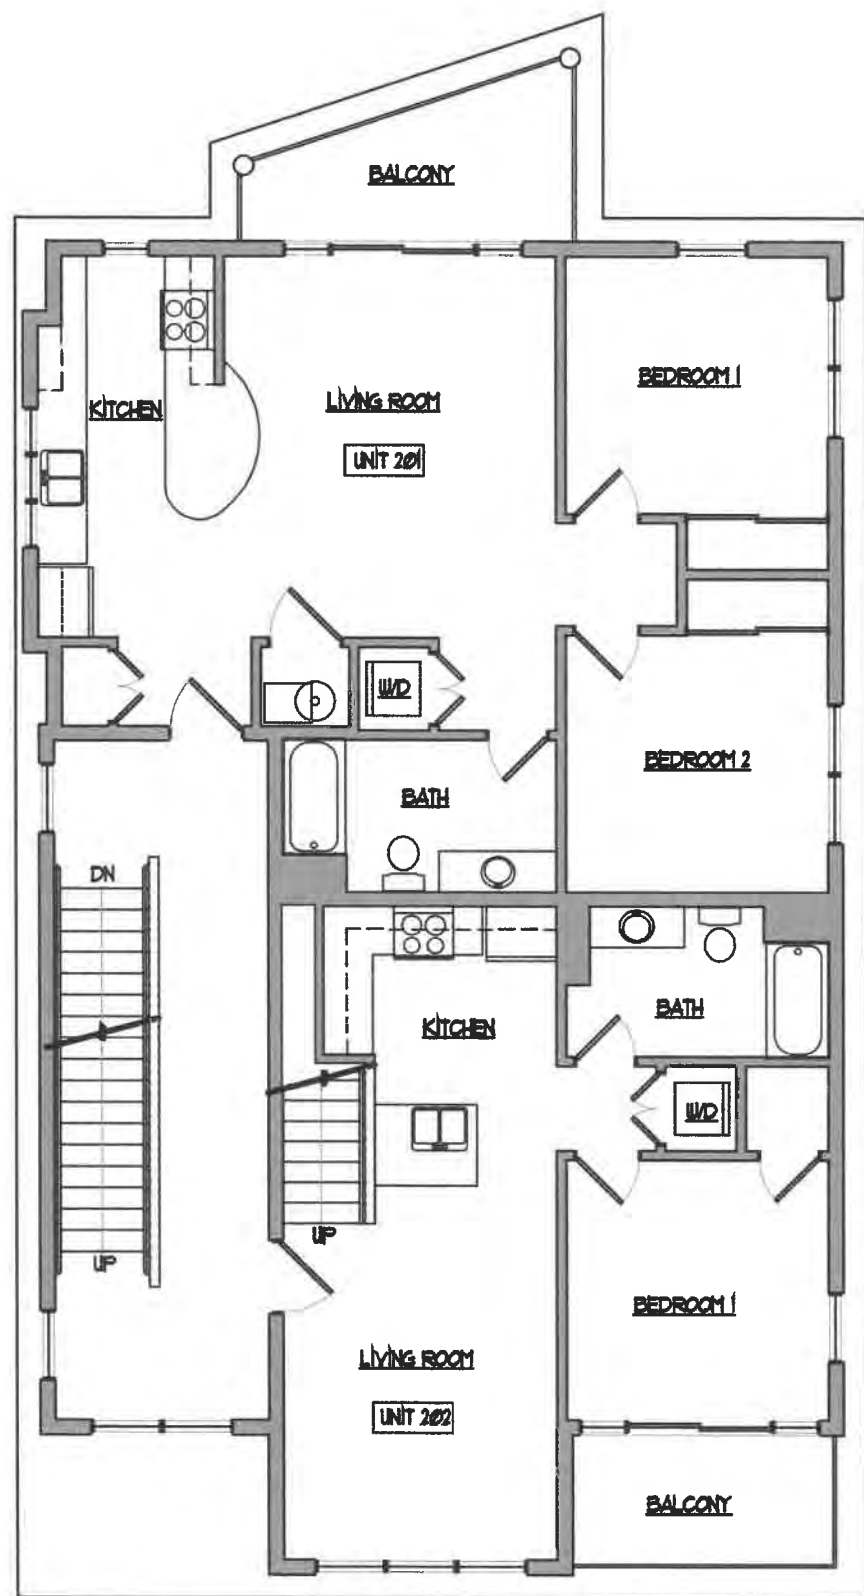 BALCONY
BEDROOM 1
LIVING ROOM
KITCHEN
UNIT 201
W/D
BEDROOM 2
BATH
DN
KITCHEN
BATH
W/D
UP
UP
BEDROOM 1
LIVING ROOM
UNIT 202
BALCONY